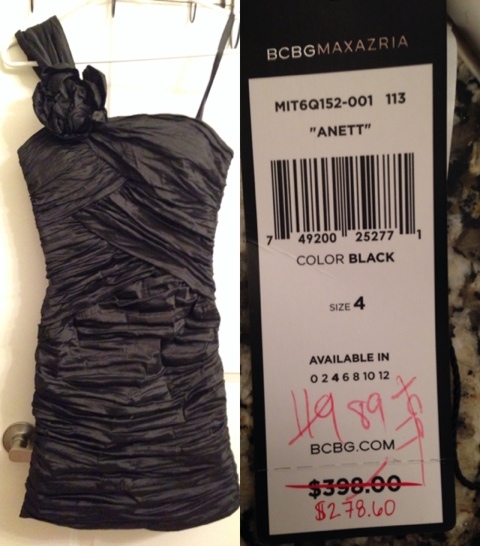 BCBGMAXAZRIA
MIT6Q152-001 113
"ANETT"
7 49200 25277 1
COLOR BLACK
SIZE 4
AVAILABLE IN
0 2 4 6 8 10 12
BCBG.COM
$398.00
$278.60